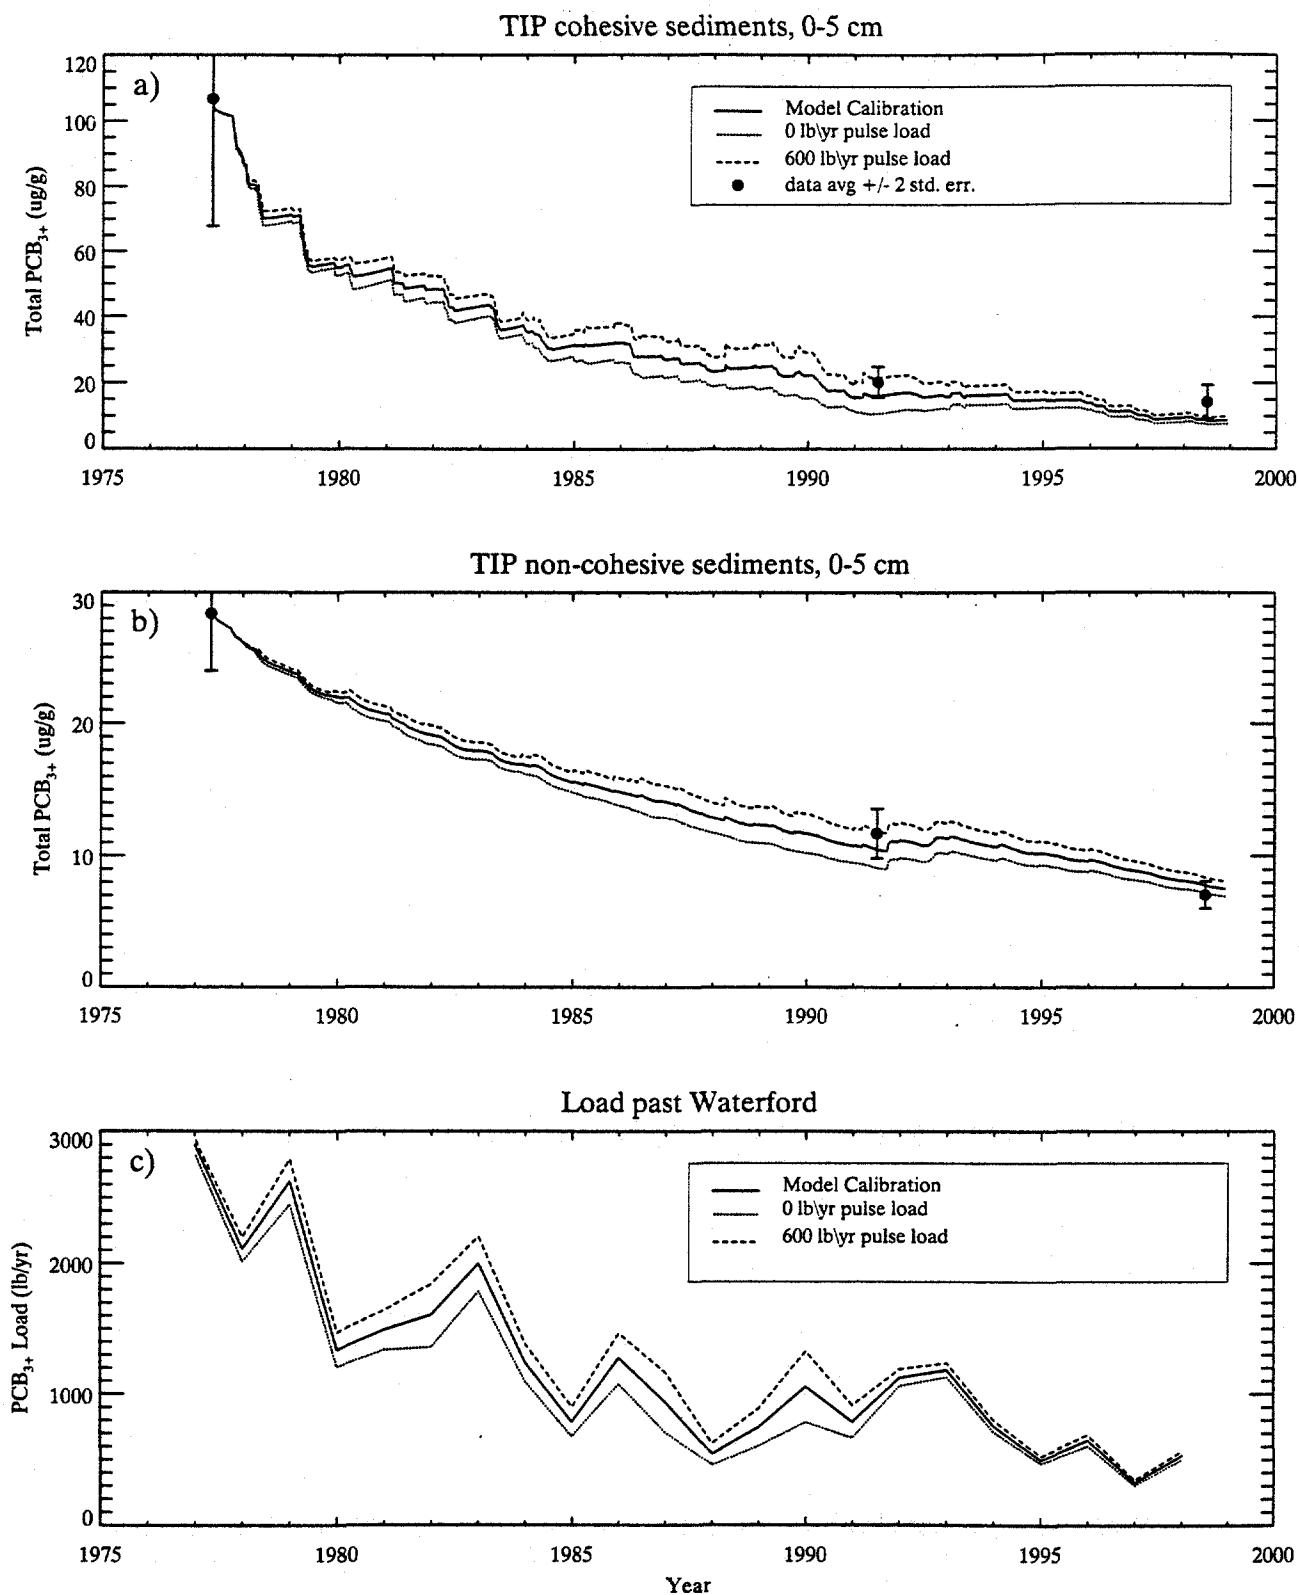 TIP cohesive sediments, 0-5 cm
a)
Total PCB3+ (ug/g)
120
100
80
60
40
20
0
Model Calibration
0 lb\yr pulse load
600 lb\yr pulse load
data avg +/- 2 std. err.
1975 1980 1985 1990 1995 2000
TIP non-cohesive sediments, 0-5 cm
b)
Total PCB3+ (ug/g)
30
20
10
0
1975 1980 1985 1990 1995 2000
Load past Waterford
c)
PCB3+ Load (lb/yr)
3000
2000
1000
0
Model Calibration
0 lb\yr pulse load
600 lb\yr pulse load
1975 1980 1985 1990 1995 2000
Year